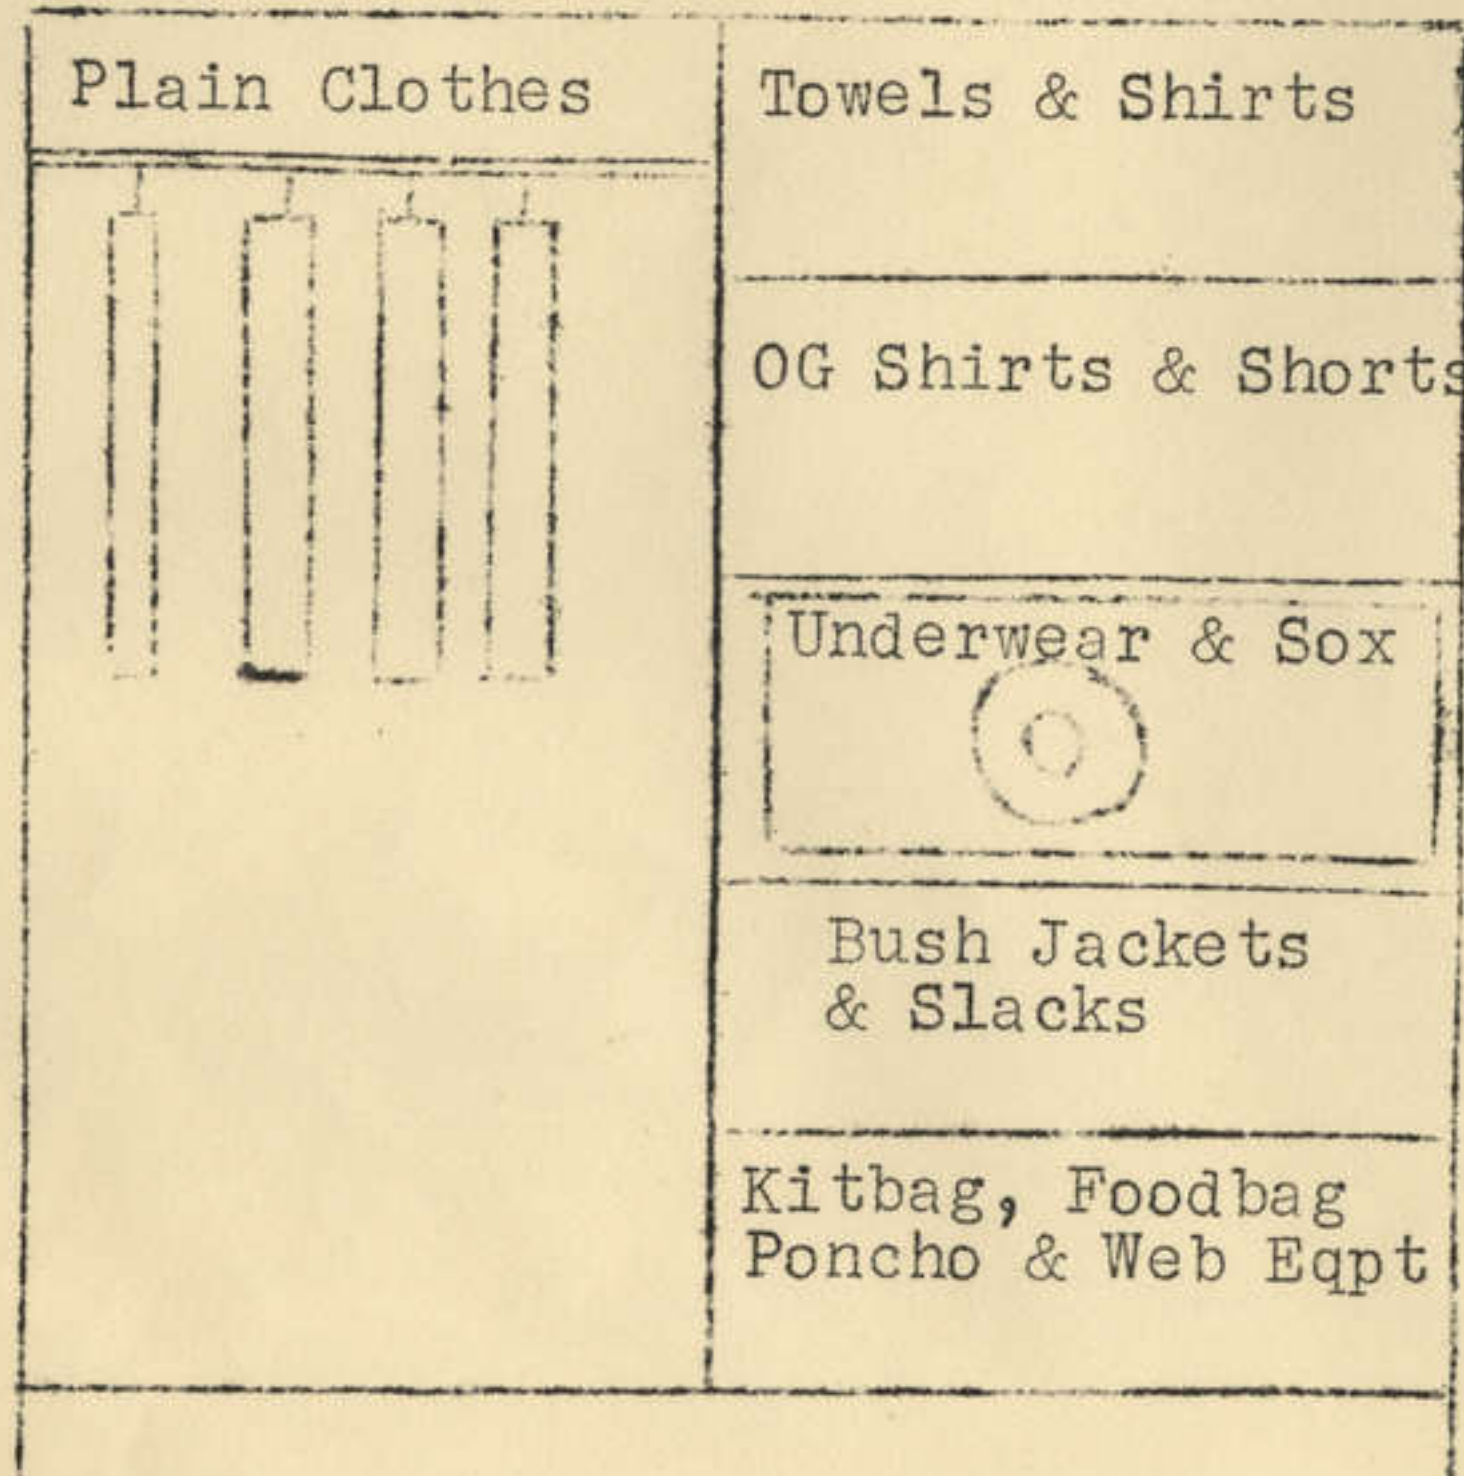 Plain Clothes
Towels & Shirts
OG Shirts & Shorts
Underwear & Sox
Bush Jackets
& Slacks
Kitbag, Foodbag
Poncho & Web Eqpt